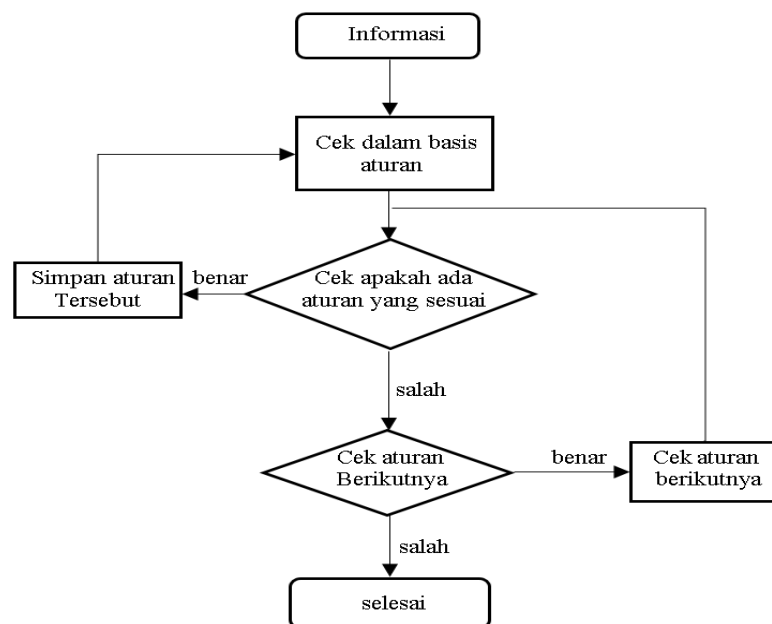 Informasi
Cek dalam basis
aturan
Cek apakah ada
aturan yang sesuai
benar
Simpan aturan
Tersebut
salah
Cek aturan
Berikutnya
benar
Cek aturan
berikutnya
salah
selesai